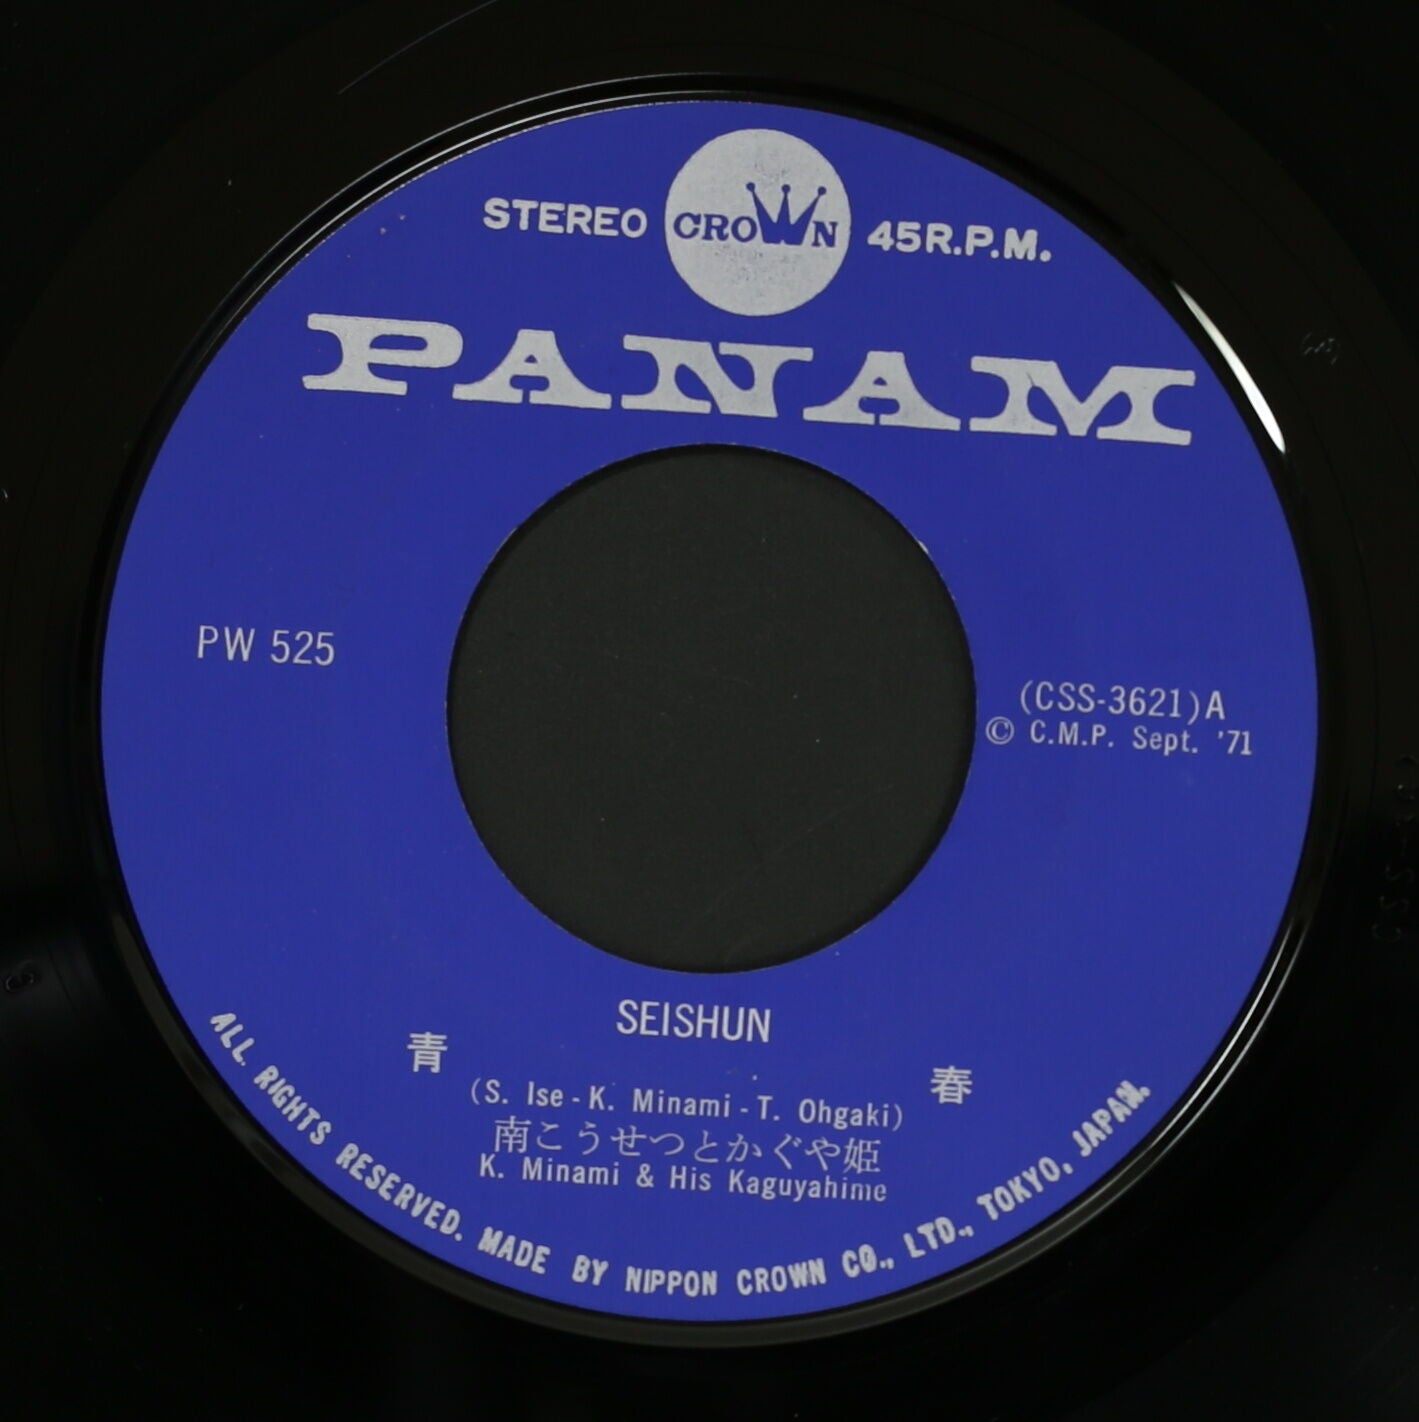 STEREO CROWN 45R.P.M.
PANAM
PW 525
(CSS-3621)A
© C.M.P. Sept. '71
SEISHUN
青春
(S. Ise-K. Minami-T. Ohgaki)
南こうせつとかぐや姫
K. Minami & His Kaguyahime
ALL RIGHTS RESERVED. MADE BY NIPPON CROWN CO., LTD., TOKYO, JAPAN.